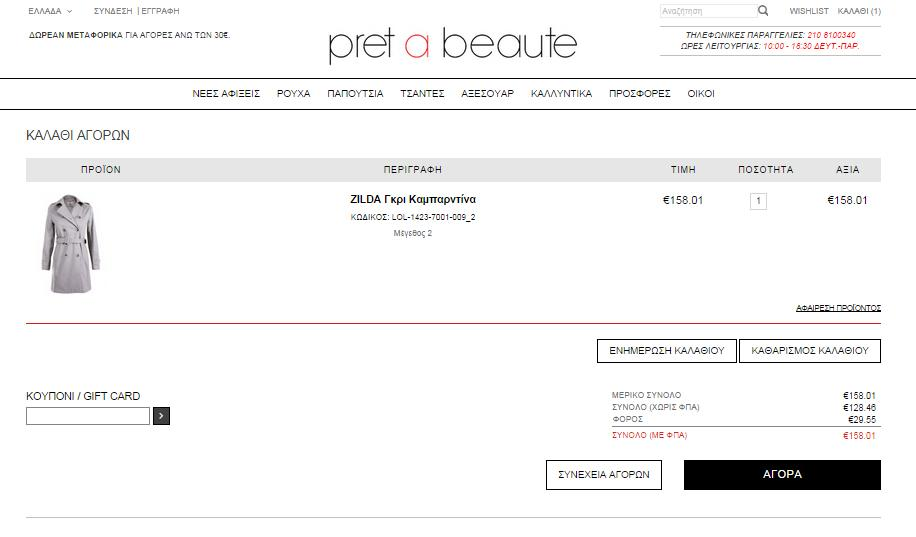 ΕΛΛΑΔΑ ΣΥΝΔΕΣΗ | ΕΓΓΡΑΦΗ
Αναζήτηση WISHLIST ΚΑΛΑΘΙ (1)
ΔΩΡΕΑΝ ΜΕΤΑΦΟΡΙΚΑ ΓΙΑ ΑΓΟΡΕΣ ΑΝΩ ΤΩΝ 30€.
pret a beaute
ΤΗΛΕΦΩΝΙΚΕΣ ΠΑΡΑΓΓΕΛΙΕΣ: 210 8100340
ΩΡΕΣ ΛΕΙΤΟΥΡΓΙΑΣ: 10:00 - 18:30 ΔΕΥΤ.-ΠΑΡ.
ΝΕΕΣ ΑΦΙΞΕΙΣ ΡΟΥΧΑ ΠΑΠΟΥΤΣΙΑ ΤΣΑΝΤΕΣ ΑΞΕΣΟΥΑΡ ΚΑΛΛΥΝΤΙΚΑ ΠΡΟΣΦΟΡΕΣ ΟΙΚΟΙ
ΚΑΛΑΘΙ ΑΓΟΡΩΝ
ΠΡΟΪΟΝ ΠΕΡΙΓΡΑΦΗ ΤΙΜΗ ΠΟΣΟΤΗΤΑ ΑΞΙΑ
ZILDA Γκρι Καμπαρντίνα €158.01 1 €158.01
ΚΩΔΙΚΟΣ: LOL-1423-7001-009_2
Μέγεθος 2
ΑΦΑΙΡΕΣΗ ΠΡΟΪΟΝΤΟΣ
ΕΝΗΜΕΡΩΣΗ ΚΑΛΑΘΙΟΥ ΚΑΘΑΡΙΣΜΟΣ ΚΑΛΑΘΙΟΥ
ΚΟΥΠΟΝΙ / GIFT CARD
ΜΕΡΙΚΟ ΣΥΝΟΛΟ €158.01
ΣΥΝΟΛΟ (ΧΩΡΙΣ ΦΠΑ) €128.46
ΦΟΡΟΣ €29.55
ΣΥΝΟΛΟ (ΜΕ ΦΠΑ) €158.01
ΣΥΝΕΧΕΙΑ ΑΓΟΡΩΝ ΑΓΟΡΑ